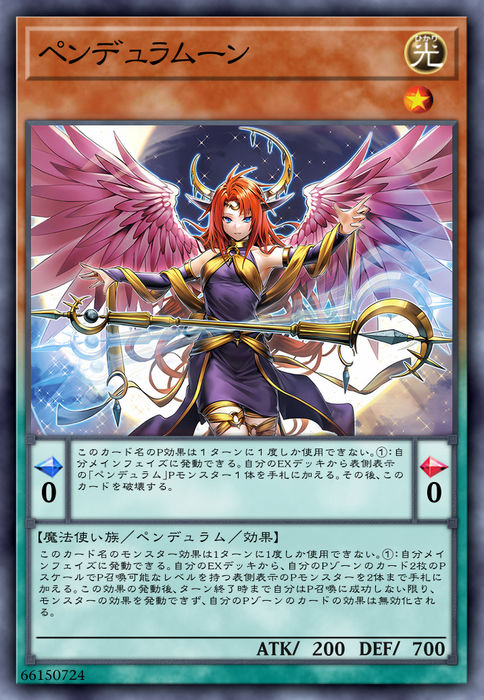 ペンデュラムーン
ひかり
光
このカード名のP効果は１ターンに１度しか使用できない。①：自
分メインフェイズに発動できる。自分のEXデッキから表側表示
の「ペンデュラム」Pモンスター１体を手札に加える。その後、こ
のカードを破壊する。
0
0
【魔法使い族／ペンデュラム／効果】
このカード名のモンスター効果は1ターンに1度しか使用できない。①：自分メイ
ンフェイズに発動できる。自分のEXデッキから、自分のPゾーンのカード2枚のP
スケールでP召喚可能なレベルを持つ表側表示のPモンスターを2体まで手札に
加える。この効果の発動後、ターン終了時まで自分はP召喚に成功しない限り、
モンスターの効果を発動できず、自分のPゾーンのカードの効果は無効化され
る。
ATK/ 200 DEF/ 700
66150724